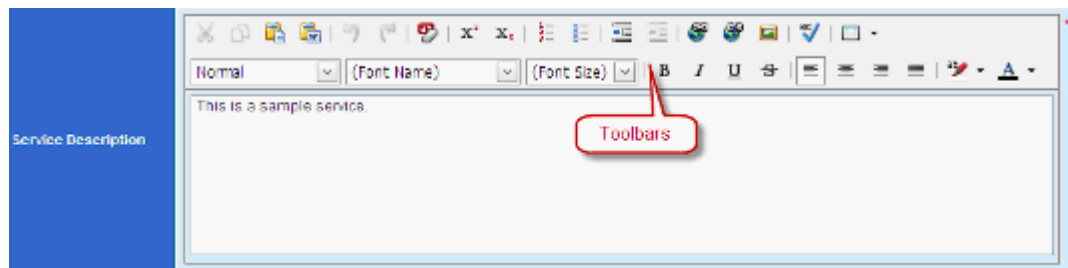 Normal (Font Name) (Font Size) B I U S A
This is a sample service.
Toolbars
Service Description